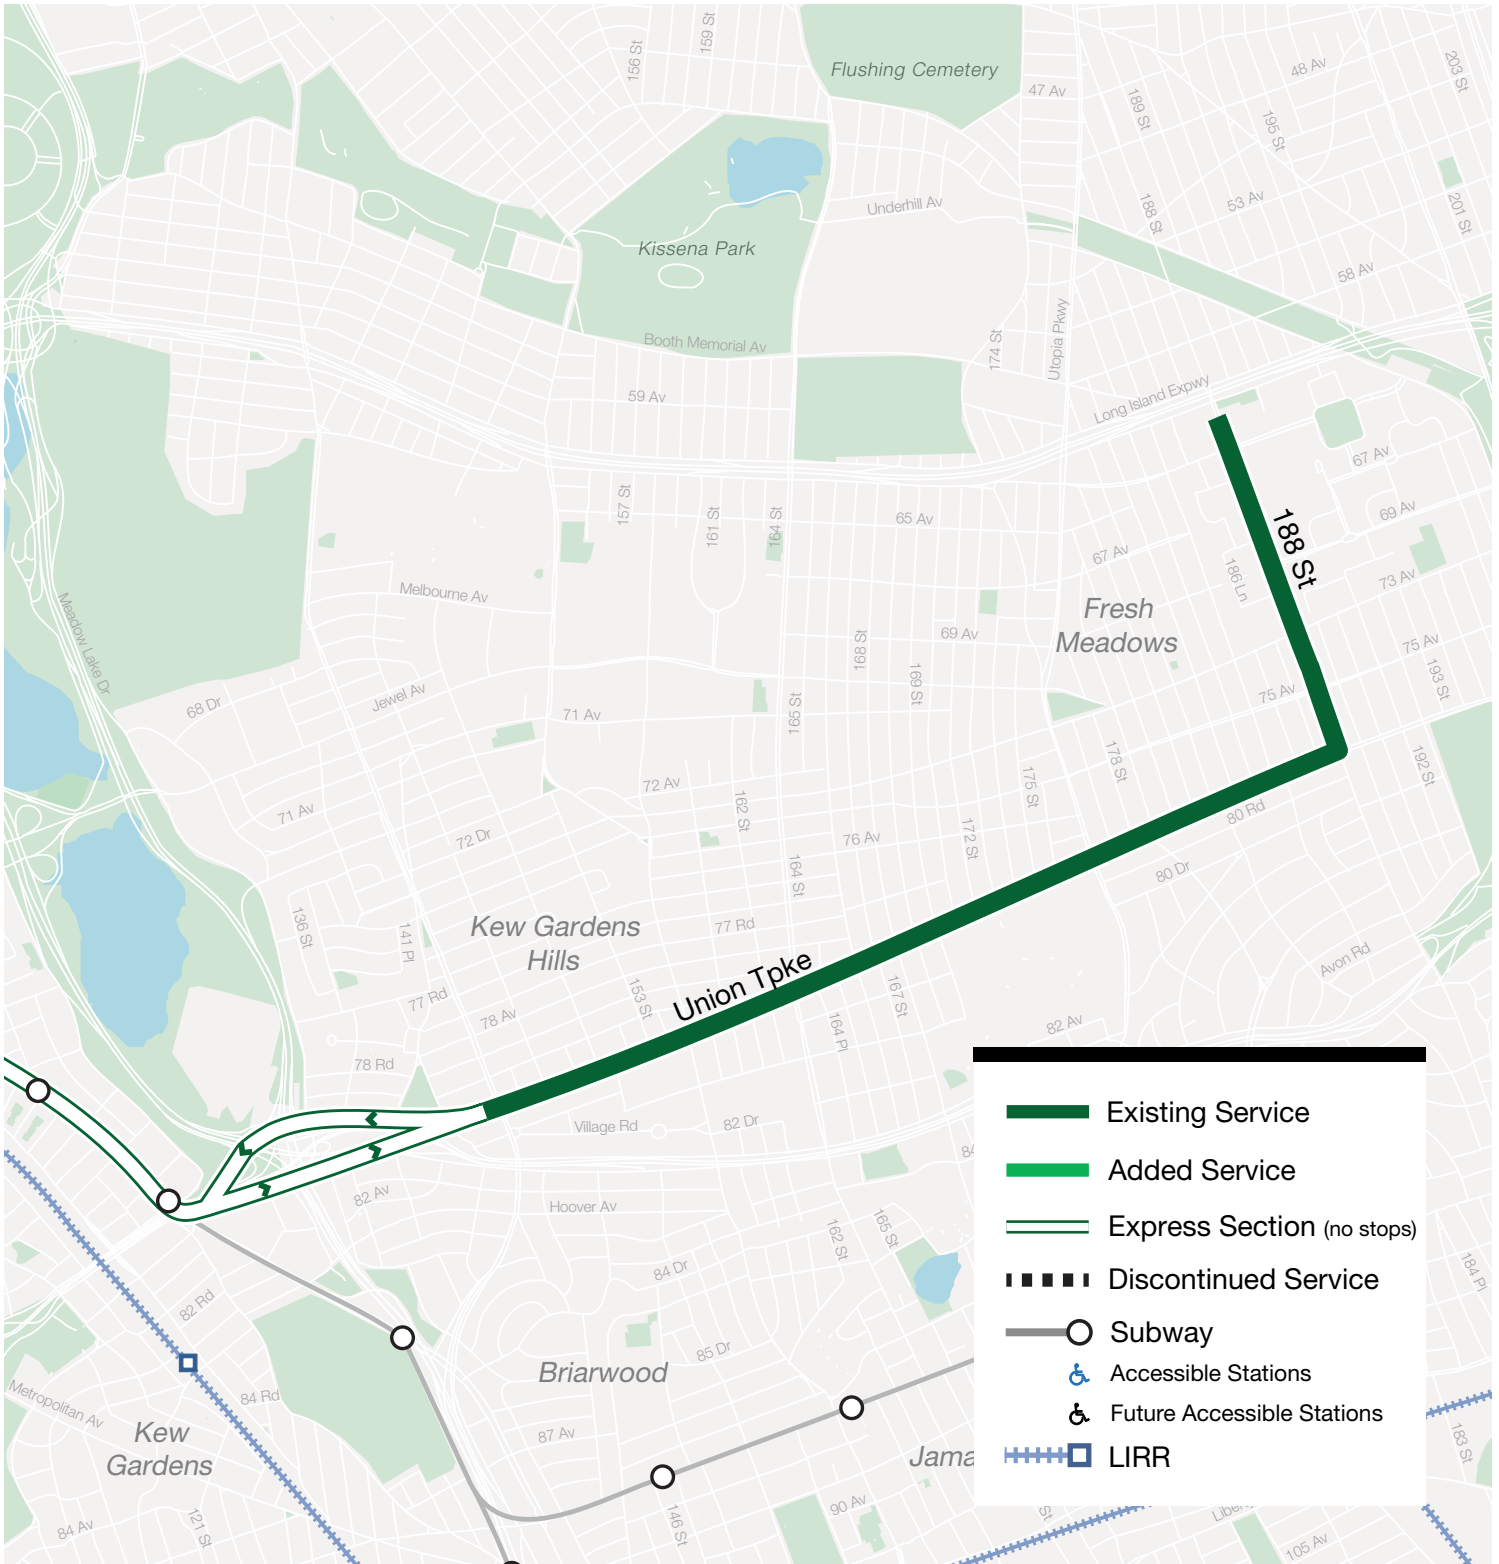 156 St
159 St
Flushing Cemetery
47 Av
48 Av
203 St
189 St
195 St
Underhill Av
188 St
53 Av
201 St
Kissena Park
58 Av
Booth Memorial Av
174 St
Utopia Pkwy
59 Av
Long Island Expwy
67 Av
157 St
161 St
164 St
65 Av
69 Av
188 St
67 Av
186 Ln
73 Av
Melbourne Av
Meadow Lake Dr
Fresh
Meadows
168 St
69 Av
75 Av
193 St
169 St
68 Dr
Jewel Av
71 Av
165 St
75 Av
178 St
192 St
175 St
72 Av
162 St
71 Av
72 Dr
76 Av
172 St
80 Rd
164 St
80 Dr
136 St
141 Pl
Kew Gardens
Hills
77 Rd
Union Tpke
Avon Rd
153 St
167 St
77 Rd
78 Av
164 Pl
82 Av
78 Rd
Village Rd
82 Dr
84
82 Av
Hoover Av
162 St
165 St
84 Dr
184 Pl
82 Rd
85 Dr
Briarwood
Metropolitan Av
84 Rd
Kew
Gardens
87 Av
Jama
183 St
90 Av
146 St
St
Liber
84 Av
121 St
105 Av
Existing Service
Added Service
Express Section (no stops)
Discontinued Service
Subway
Accessible Stations
Future Accessible Stations
LIRR